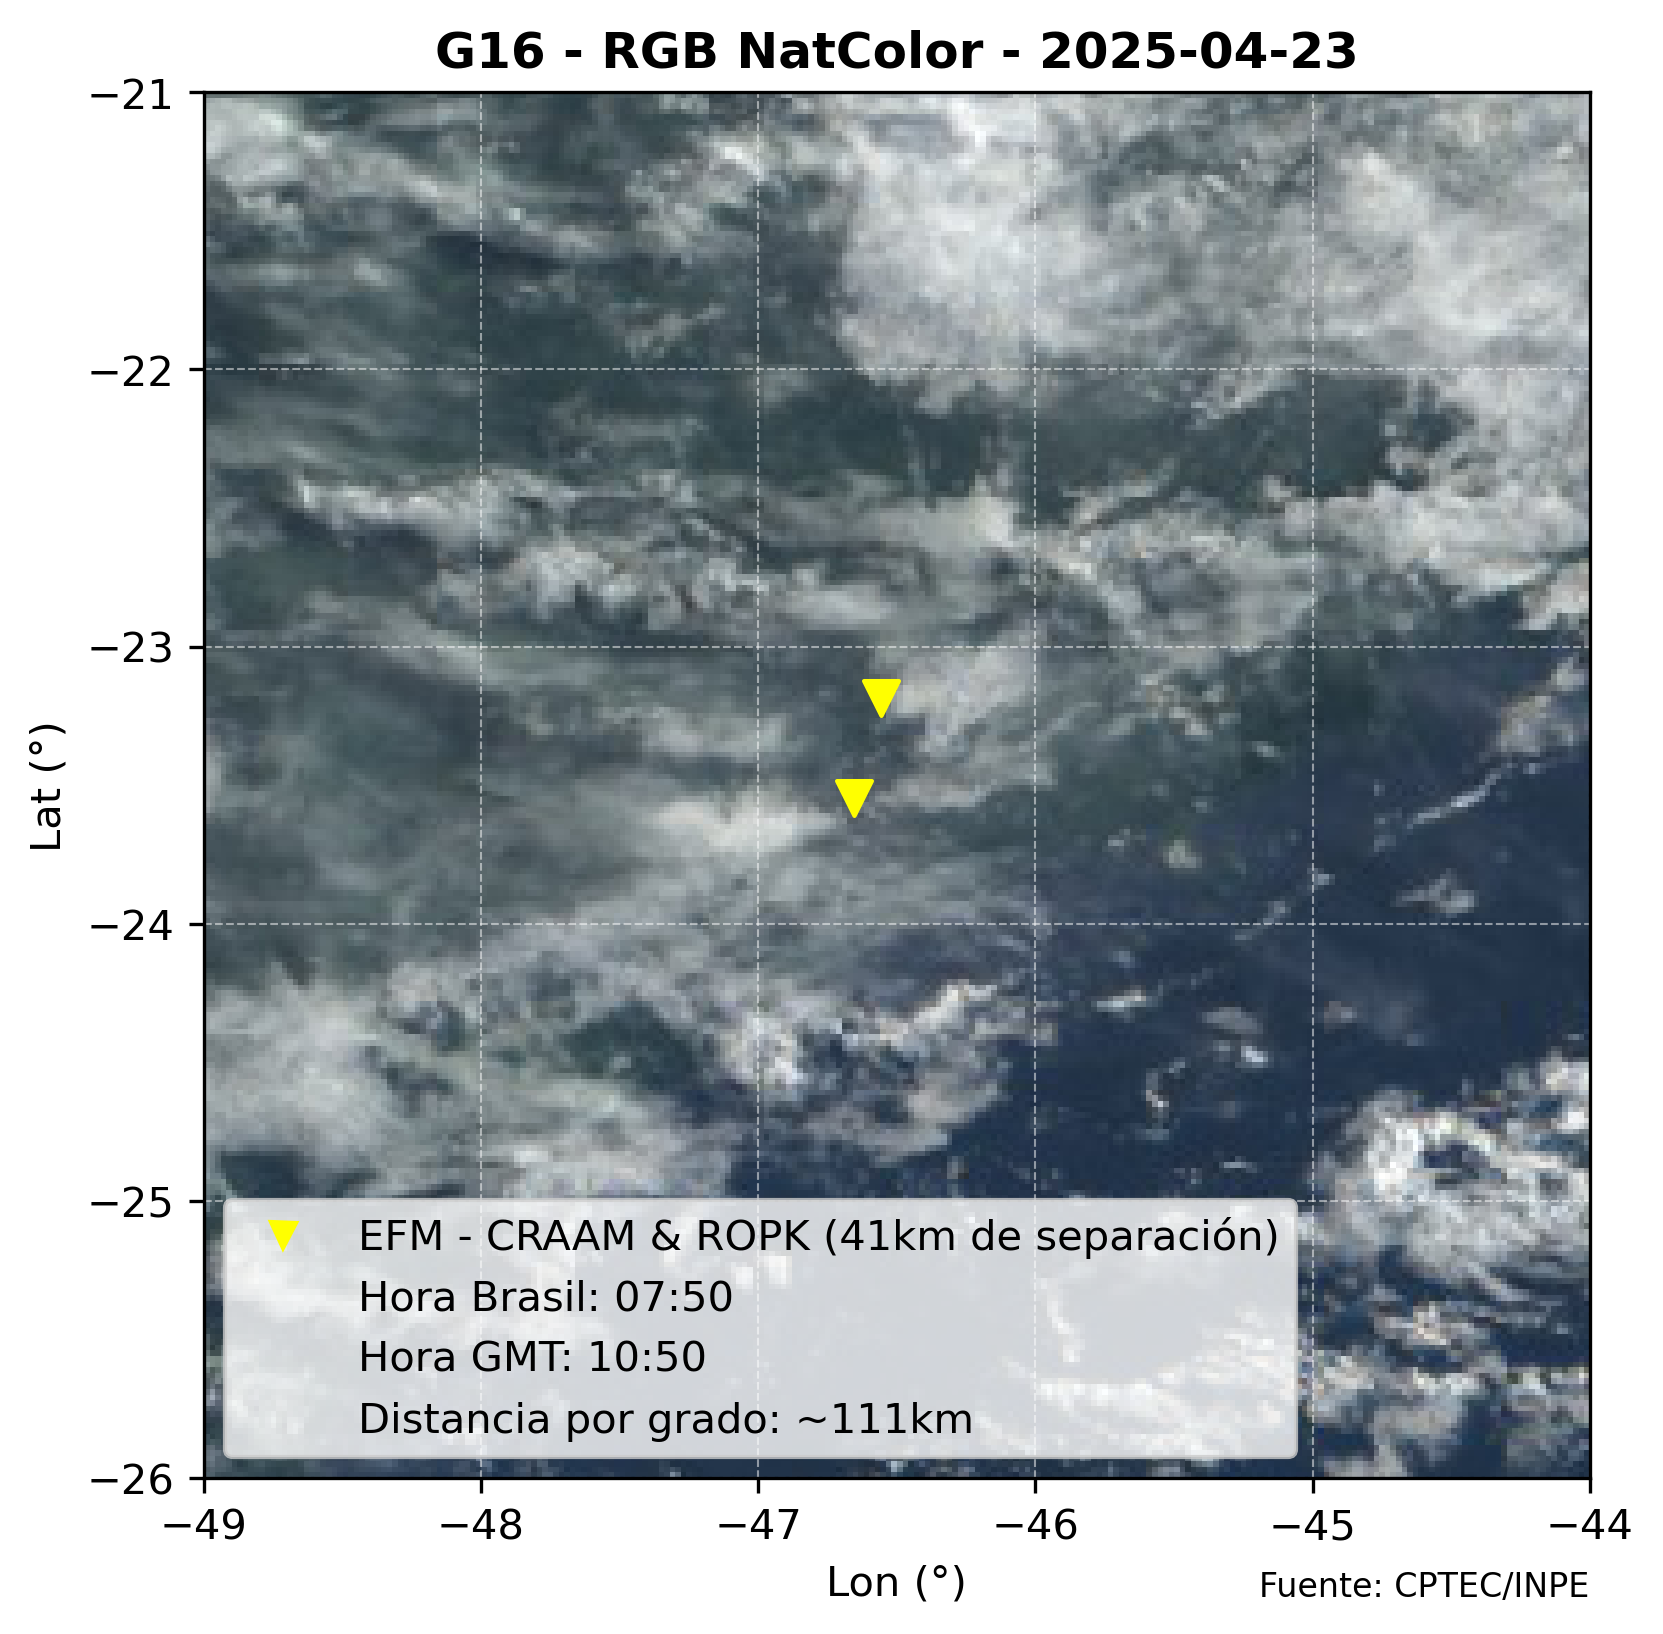 G16 - RGB NatColor - 2025-04-23
−21
−22
−23
−24
−25
−26
Lat (°)
EFM - CRAAM & ROPK (41km de separación)
Hora Brasil: 07:50
Hora GMT: 10:50
Distancia por grado: ~111km
−49 −48 −47 −46 −45 −44
Lon (°)
Fuente: CPTEC/INPE